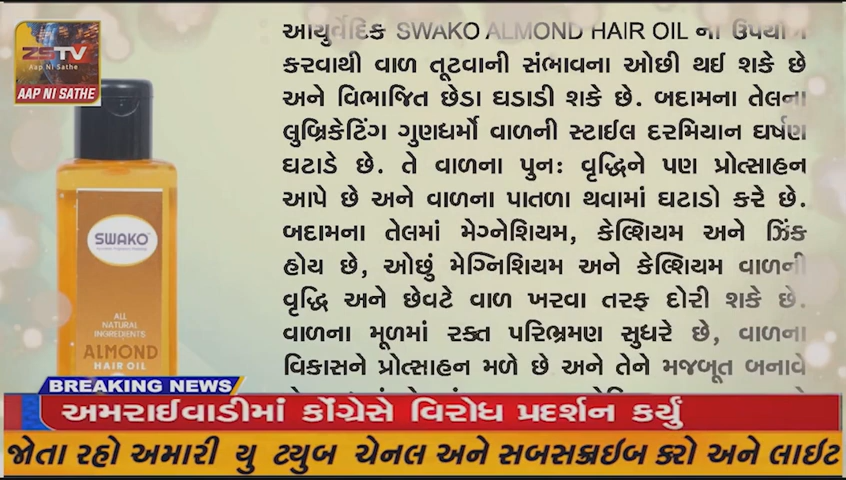 ZSTV
Aap Ni Sathe
AAP NI SATHE
આયુર્વેદિક SWAKO ALMOND HAIR OIL ના ઉપયોગ
કરવાથી વાળ તૂટવાની સંભાવના ઓછી થઈ શકે છે
અને વિભાજિત છેડા ઘડાડી શકે છે. બદામના તેલના
લુબ્રિકેટિંગ ગુણધર્મો વાળની સ્ટાઈલ દરમિયાન ઘર્ષણ
ઘટાડે છે. તે વાળના પુનઃ વૃદ્ધિને પણ પ્રોત્સાહન
આપે છે અને વાળના પાતળા થવામાં ઘટાડો કરે છે.
બદામના તેલમાં મેગ્નેશિયમ, કેલ્શિયમ અને ઝિંક
હોય છે, ઓછું મેગ્નિશિયમ અને કેલ્શિયમ વાળની
વૃદ્ધિ અને છેવટે વાળ ખરવા તરફ દોરી શકે છે.
વાળના મૂળમાં રક્ત પરિભ્રમણ સુધરે છે, વાળના
વિકાસને પ્રોત્સાહન મળે છે અને તેને મજબૂત બનાવે
SWAKO
ALL
NATURAL
INGREDIENTS
ALMOND
HAIR OIL
BREAKING NEWS
અમરાઈવાડીમાં કોંગ્રેસે વિરોધ પ્રદર્શન કર્યું
જોતા રહો અમારી યુ ટ્યુબ ચેનલ અને સબસક્રાઇબ કરો અને લાઈટ